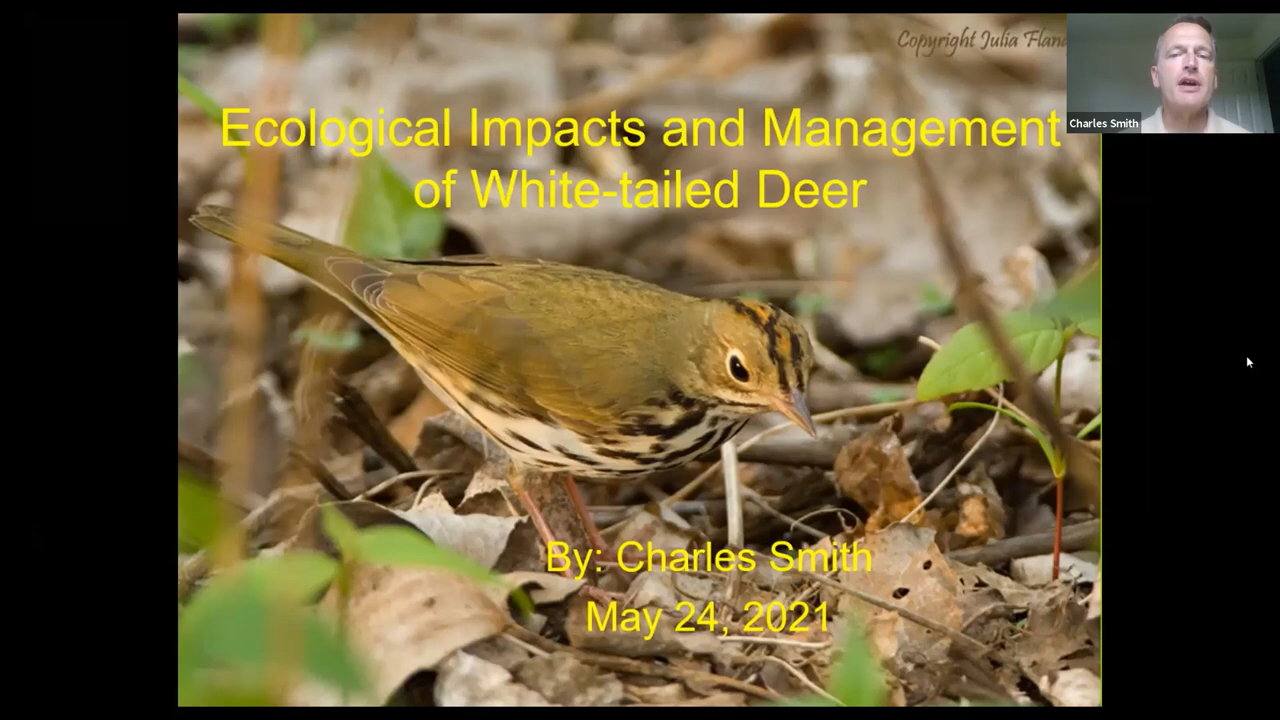 Copyright Julia
Ecological Impacts and Management
of White-tailed Deer
Charles Smith
By: Charles Smith
May 24, 2021